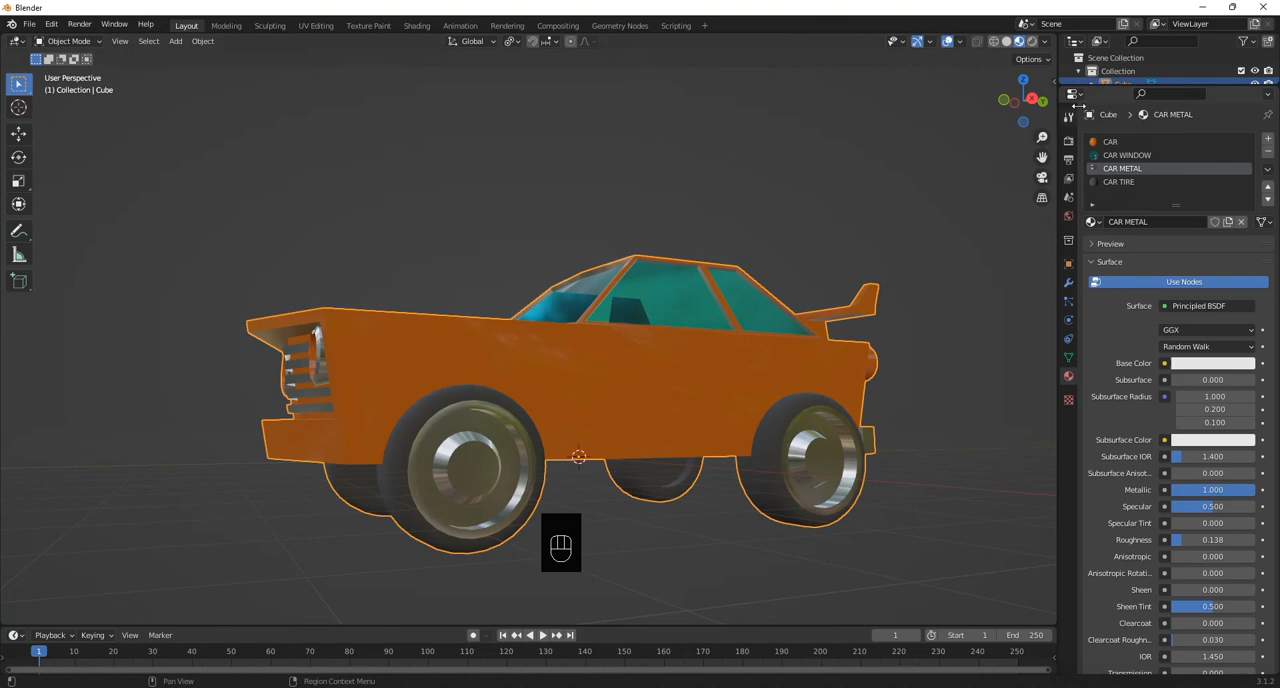 Blender
File Edit Render Window Help Layout Modeling Sculpting UV Editing Texture Paint Shading Animation Rendering Compositing Geometry Nodes Scripting + Scene ViewLayer
Object Mode View Select Add Object Global
Options
User Perspective
(1) Collection | Cube
Scene Collection
Collection
Cube > CAR METAL
CAR
CAR WINDOW
CAR METAL
CAR TIRE
CAR METAL
Preview
Surface
Use Nodes
Surface Principled BSDF
GGX
Random Walk
Base Color
Subsurface 0.000
Subsurface Radius 1.000
0.200
0.100
Subsurface Color
Subsurface IOR 1.400
Subsurface Anisot... 0.000
Metallic 1.000
Specular 0.500
Specular Tint 0.000
Roughness 0.138
Anisotropic 0.000
Anisotropic Rotati... 0.000
Sheen 0.000
Sheen Tint 0.500
Clearcoat 0.000
Clearcoat Roughn... 0.030
IOR 1.450
Z
X
Y
Playback Keying View Marker 1 Start 1 End 250
1 10 20 30 40 50 60 70 80 90 100 110 120 130 140 150 160 170 180 190 200 210 220 230 240 250
Pan View Region Context Menu 3.1.2